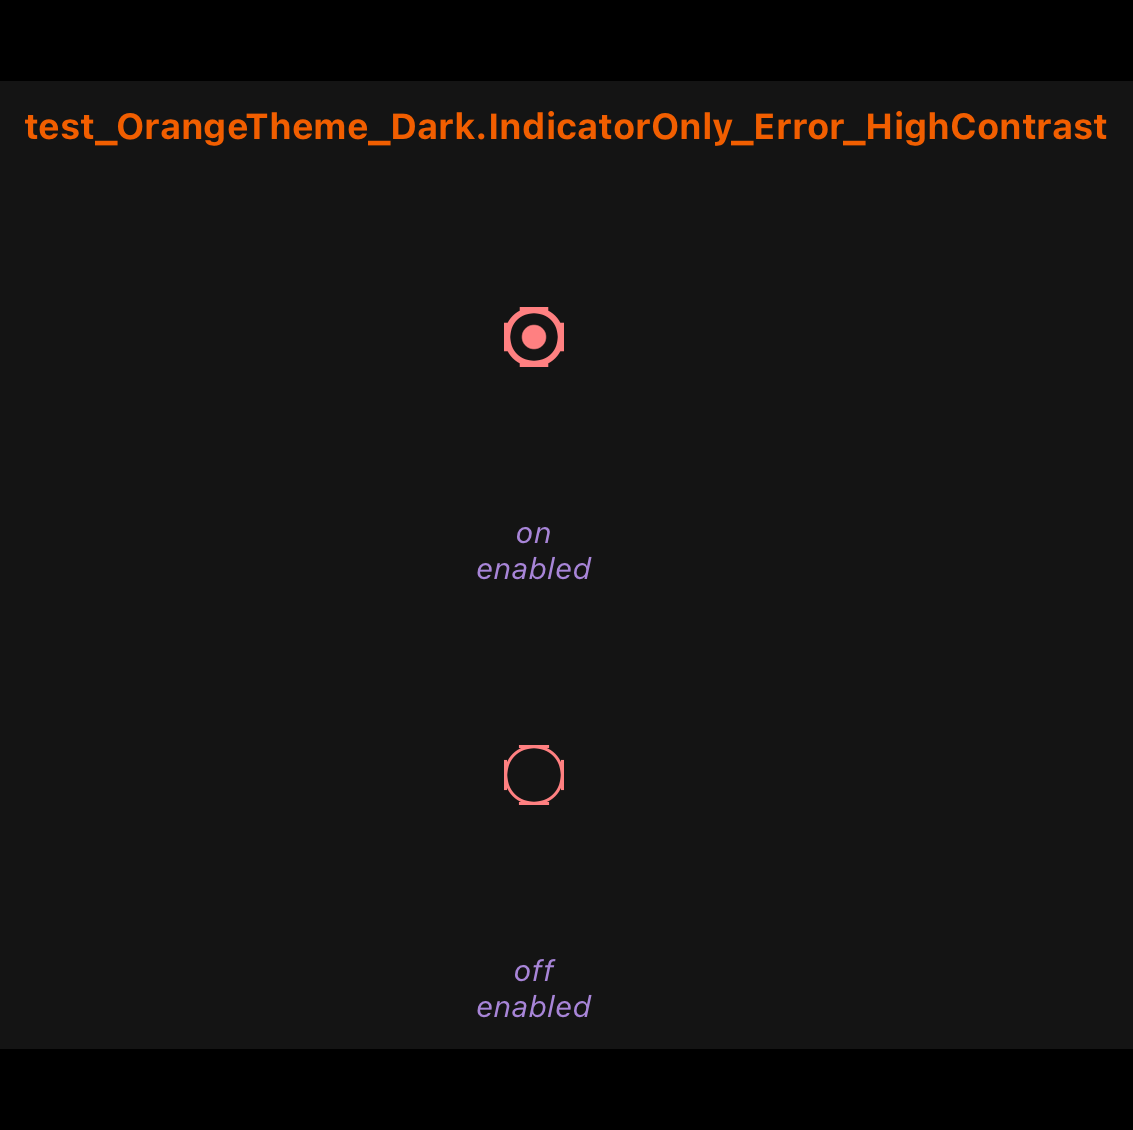 test_OrangeTheme_Dark.IndicatorOnly_Error_HighContrast
on
enabled
off
enabled